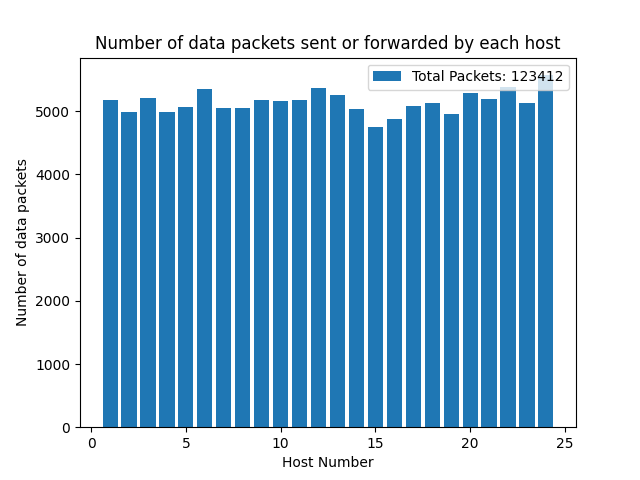 Number of data packets sent or forwarded by each host
Total Packets: 123412
5000
4000
3000
2000
1000
0
Number of data packets
0 5 10 15 20 25
Host Number